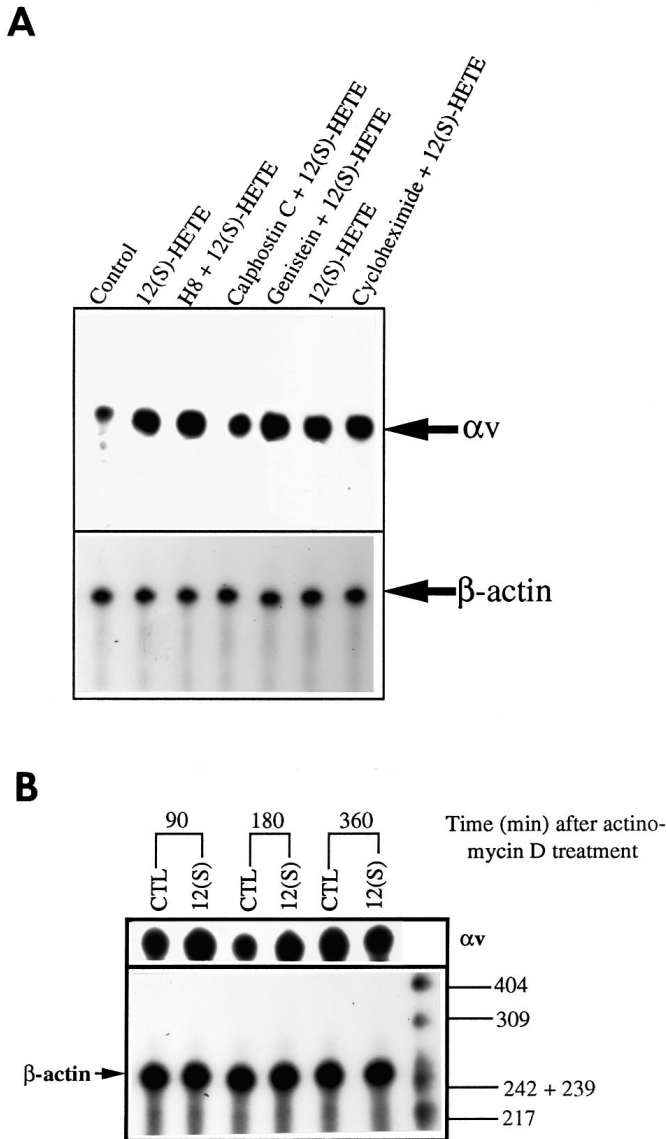 A
Control
12(S)-HETE
H8 + 12(S)-HETE
Calphostin C + 12(S)-HETE
Genistein + 12(S)-HETE
12(S)-HETE
Cycloheximide + 12(S)-HETE
αv
β-actin
B
90
180
360
Time (min) after actino-
mycin D treatment
CTL
12(S)
CTL
12(S)
CTL
12(S)
αv
404
309
β-actin
242 + 239
217